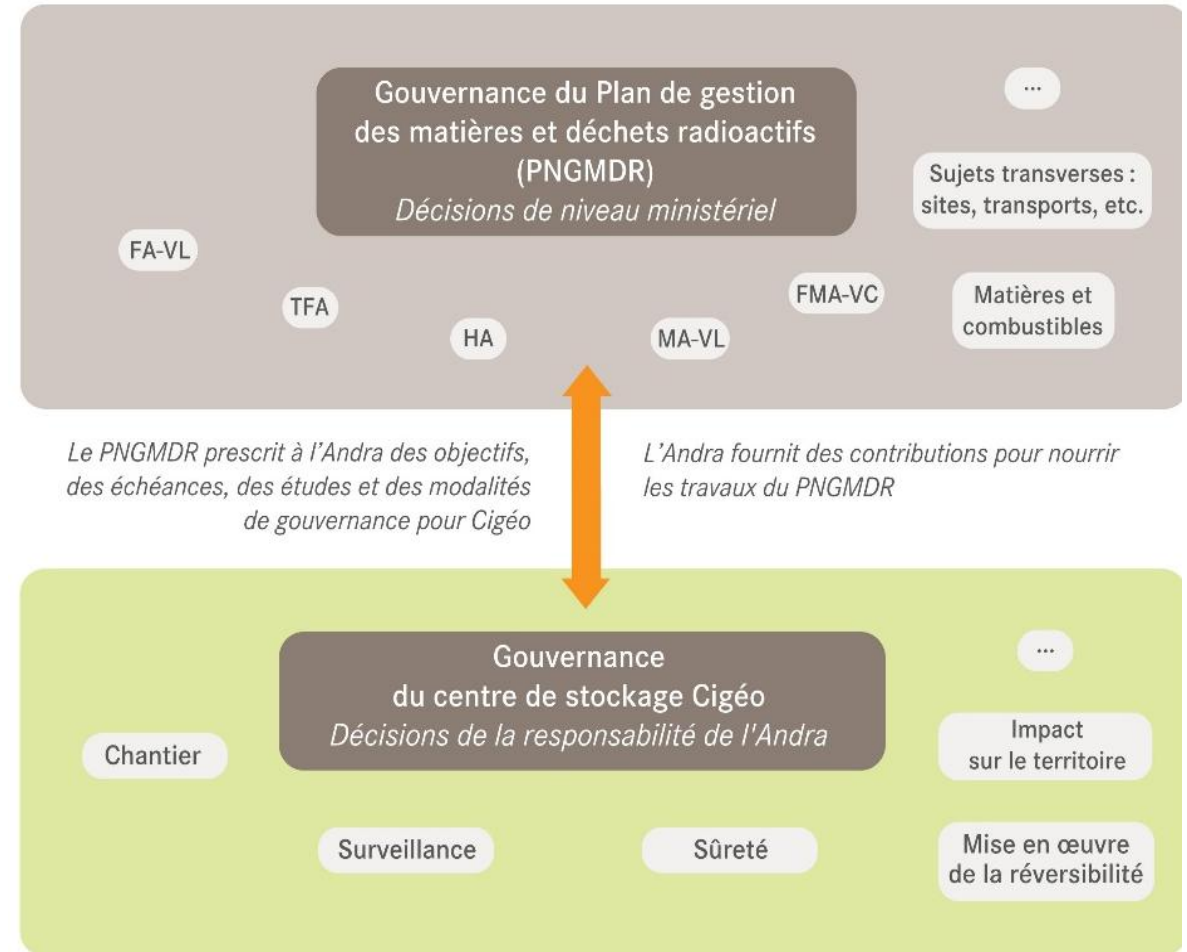 Gouvernance du Plan de gestion
des matières et déchets radioactifs
(PNGMDR)
Décisions de niveau ministériel
...
Sujets transverses :
sites, transports, etc.
FA-VL
TFA
HA
MA-VL
FMA-VC
Matières et
combustibles
Le PNGMDR prescrit à l'Andra des objectifs,
des échéances, des études et des modalités
de gouvernance pour Cigéo
L'Andra fournit des contributions pour nourrir
les travaux du PNGMDR
Gouvernance
du centre de stockage Cigéo
Décisions de la responsabilité de l'Andra
...
Chantier
Impact
sur le territoire
Surveillance
Sûreté
Mise en œuvre
de la réversibilité